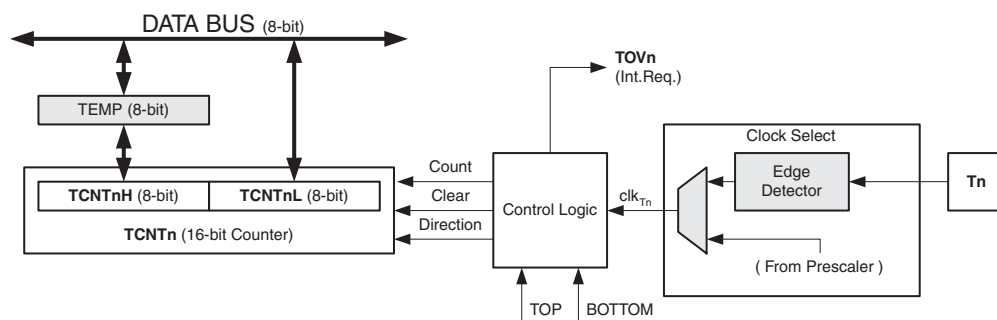 DATA BUS (8-bit)
TOVn
(Int.Req.)
TEMP (8-bit)
Clock Select
Count
Edge
Detector
Tn
TCNTnH (8-bit) TCNTnL (8-bit)
Clear
Control Logic
clkTn
Direction
TCNTn (16-bit Counter)
( From Prescaler )
TOP
BOTTOM